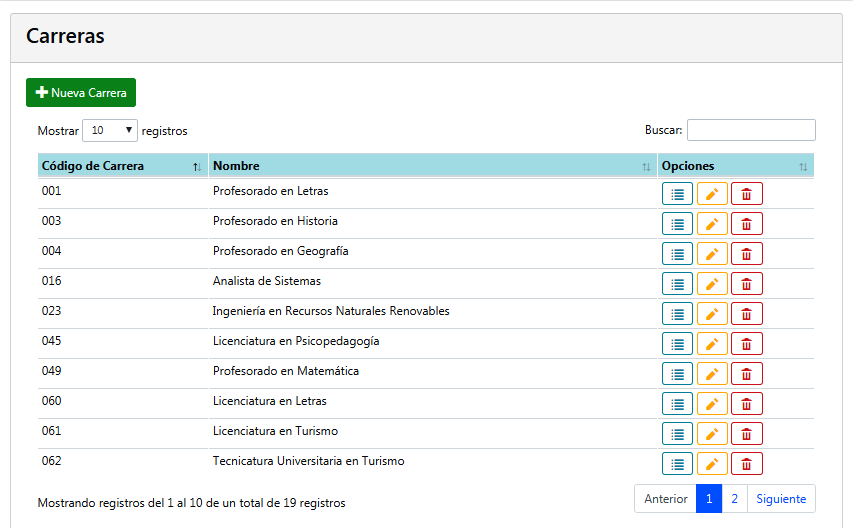 Carreras
Nueva Carrera
Mostrar 10 registros Buscar:
Código de Carrera Nombre Opciones
001 Profesorado en Letras
003 Profesorado en Historia
004 Profesorado en Geografía
016 Analista de Sistemas
023 Ingeniería en Recursos Naturales Renovables
045 Licenciatura en Psicopedagogía
049 Profesorado en Matemática
060 Licenciatura en Letras
061 Licenciatura en Turismo
062 Tecnicatura Universitaria en Turismo
Mostrando registros del 1 al 10 de un total de 19 registros Anterior 1 2 Siguiente